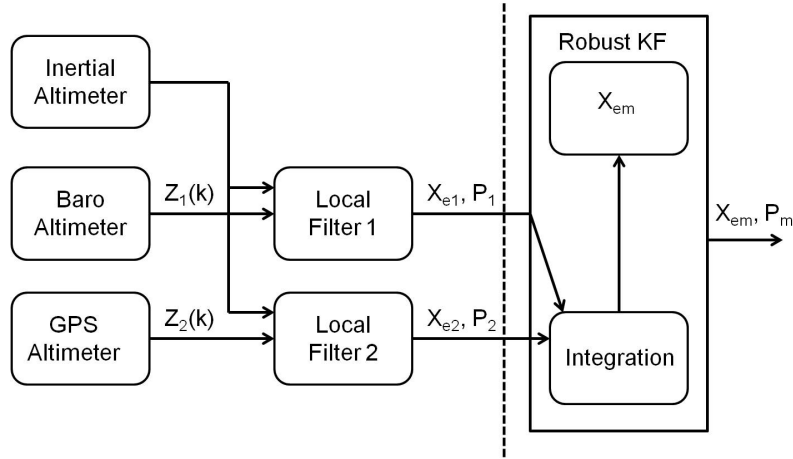 Inertial
Altimeter
Baro
Altimeter
GPS
Altimeter
Z1(k)
Z2(k)
Local
Filter 1
Local
Filter 2
Xe1, P1
Xe2, P2
Robust KF
Xem
Integration
Xem, Pm